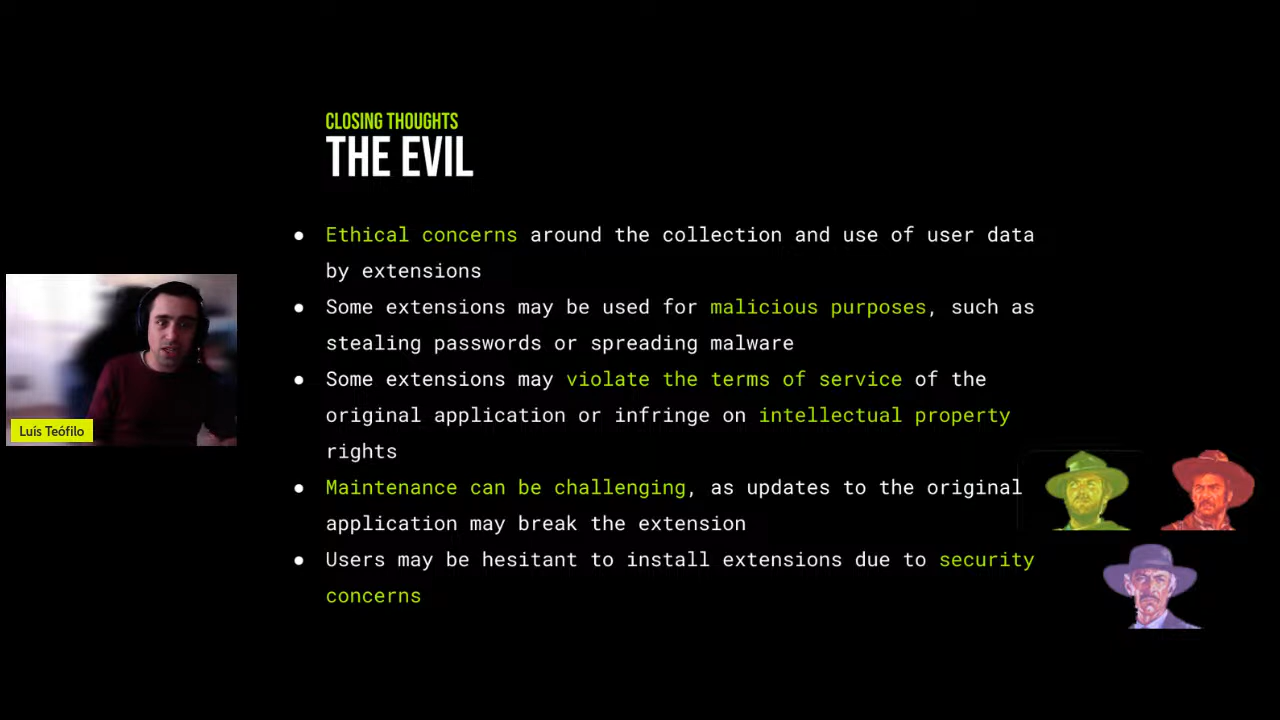 CLOSING THOUGHTS
THE EVIL
● Ethical concerns around the collection and use of user data
by extensions
● Some extensions may be used for malicious purposes, such as
stealing passwords or spreading malware
● Some extensions may violate the terms of service of the
original application or infringe on intellectual property
rights
● Maintenance can be challenging, as updates to the original
application may break the extension
● Users may be hesitant to install extensions due to security
concerns
Luís Teófilo